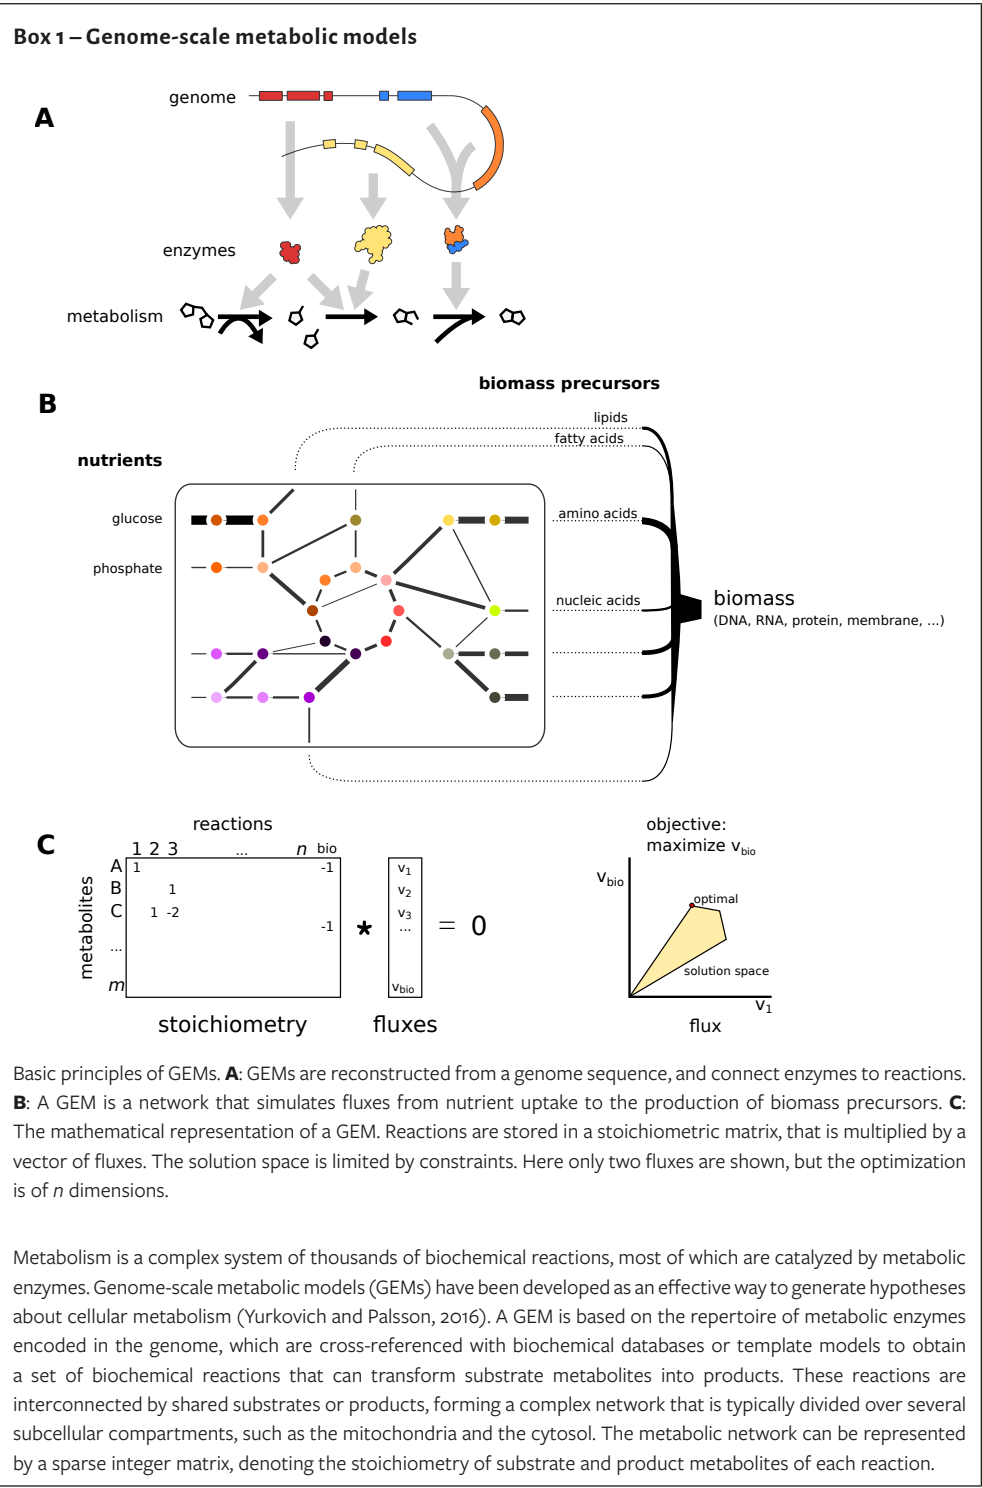 Box 1 – Genome-scale metabolic models
A
genome
enzymes
metabolism
B
biomass precursors
lipids
fatty acids
nutrients
glucose
amino acids
phosphate
nucleic acids
biomass
(DNA, RNA, protein, membrane, ...)
C
reactions
1 2 3 ... n bio
metabolites
A 1 -1
B 1
C 1 -2
-1
...
m
stoichiometry
*
v1
v2
v3
...
vbio
fluxes
= 0
objective:
maximize vbio
vbio
optimal
solution space
v1
flux
Basic principles of GEMs. A: GEMs are reconstructed from a genome sequence, and connect enzymes to reactions.
B: A GEM is a network that simulates fluxes from nutrient uptake to the production of biomass precursors. C:
The mathematical representation of a GEM. Reactions are stored in a stoichiometric matrix, that is multiplied by a
vector of fluxes. The solution space is limited by constraints. Here only two fluxes are shown, but the optimization
is of n dimensions.
Metabolism is a complex system of thousands of biochemical reactions, most of which are catalyzed by metabolic
enzymes. Genome-scale metabolic models (GEMs) have been developed as an effective way to generate hypotheses
about cellular metabolism (Yurkovich and Palsson, 2016). A GEM is based on the repertoire of metabolic enzymes
encoded in the genome, which are cross-referenced with biochemical databases or template models to obtain
a set of biochemical reactions that can transform substrate metabolites into products. These reactions are
interconnected by shared substrates or products, forming a complex network that is typically divided over several
subcellular compartments, such as the mitochondria and the cytosol. The metabolic network can be represented
by a sparse integer matrix, denoting the stoichiometry of substrate and product metabolites of each reaction.